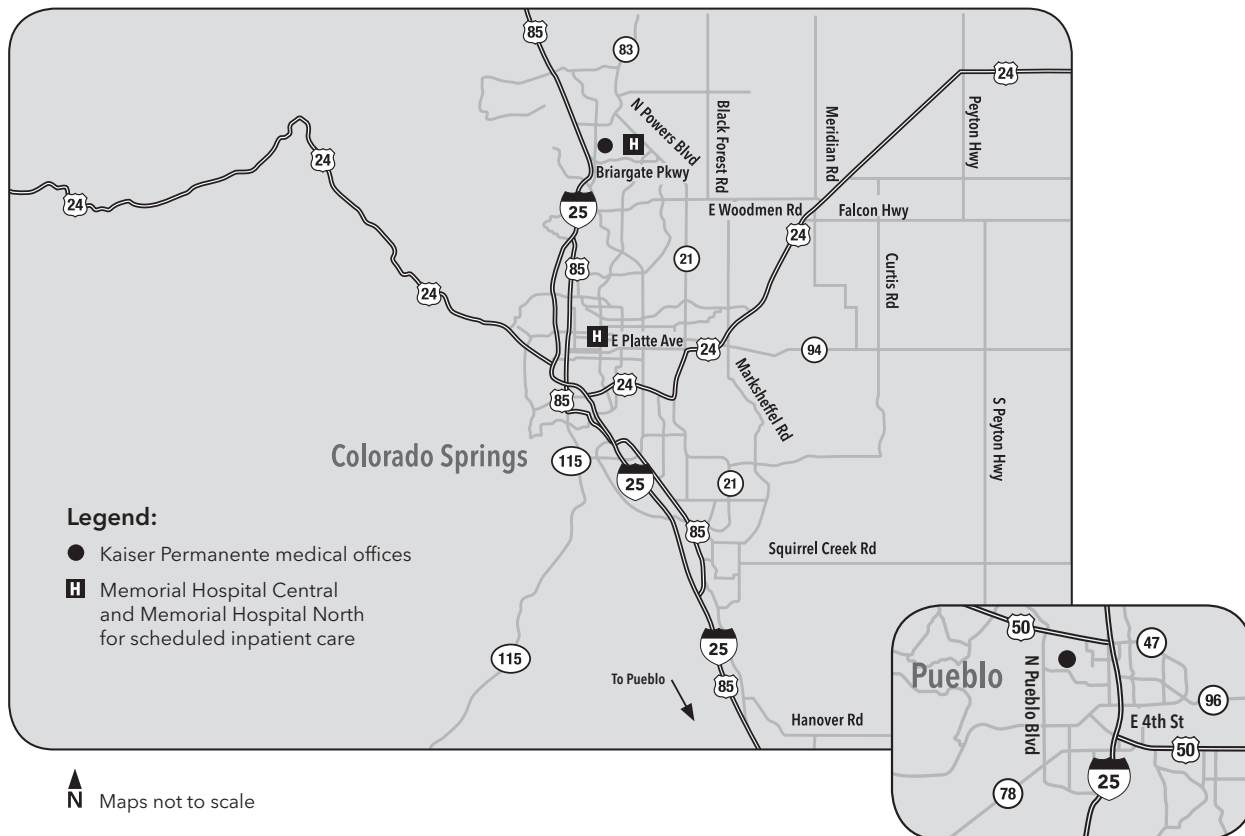 85
83
24
N Powers Blvd
Black Forest Rd
Meridian Rd
Peyton Hwy
H
24
24
Briargate Pkwy
25
E Woodmen Rd
Falcon Hwy
24
21
85
Curtis Rd
24
H
E Platte Ave
24
94
24
85
Marksheffel Rd
S Peyton Hwy
Colorado Springs
115
25
21
85
Squirrel Creek Rd
Legend:
Kaiser Permanente medical offices
H
Memorial Hospital Central
and Memorial Hospital North
for scheduled inpatient care
115
25
To Pueblo
85
Hanover Rd
50
47
N Pueblo Blvd
Pueblo
96
E 4th St
50
25
78
N
Maps not to scale